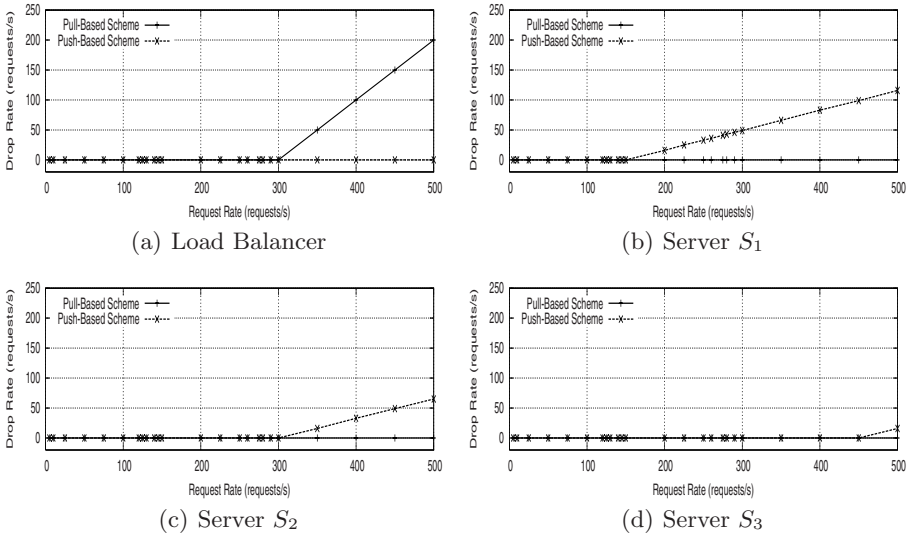 Drop Rate (requests/s)
250
200
150
100
50
0
Pull-Based Scheme
Push-Based Scheme
0 100 200 300 400 500
Request Rate (requests/s)
(a) Load Balancer
Drop Rate (requests/s)
250
200
150
100
50
0
Pull-Based Scheme
Push-Based Scheme
0 100 200 300 400 500
Request Rate (requests/s)
(b) Server S₁
Drop Rate (requests/s)
250
200
150
100
50
0
Pull-Based Scheme
Push-Based Scheme
0 100 200 300 400 500
Request Rate (requests/s)
(c) Server S₂
Drop Rate (requests/s)
250
200
150
100
50
0
Pull-Based Scheme
Push-Based Scheme
0 100 200 300 400 500
Request Rate (requests/s)
(d) Server S₃